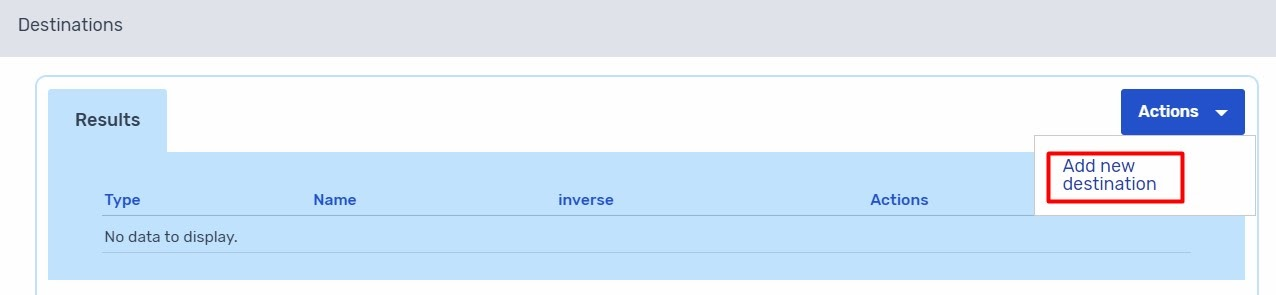 Destinations
Results
Actions
Add new
destination
Type Name inverse Actions
No data to display.